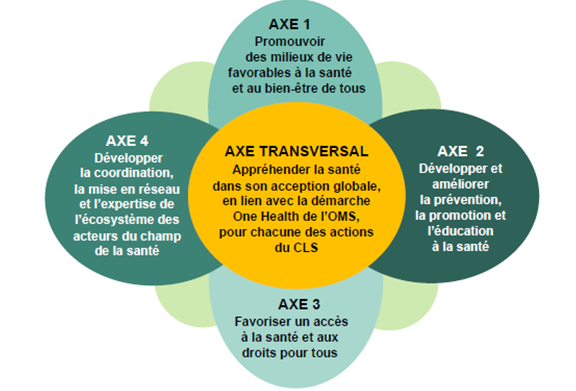 AXE 1
Promouvoir
des milieux de vie
favorables à la santé
et au bien-être de tous
AXE 4
Développer
la coordination,
la mise en réseau
et l'expertise de
l'écosystème des
acteurs du champ
de la santé
AXE TRANSVERSAL
Appréhender la santé
dans son acception globale,
en lien avec la démarche
One Health de l'OMS,
pour chacune des actions
du CLS
AXE 2
Développer et
améliorer
la prévention,
la promotion et
l'éducation
à la santé
AXE 3
Favoriser un accès
à la santé et aux
droits pour tous